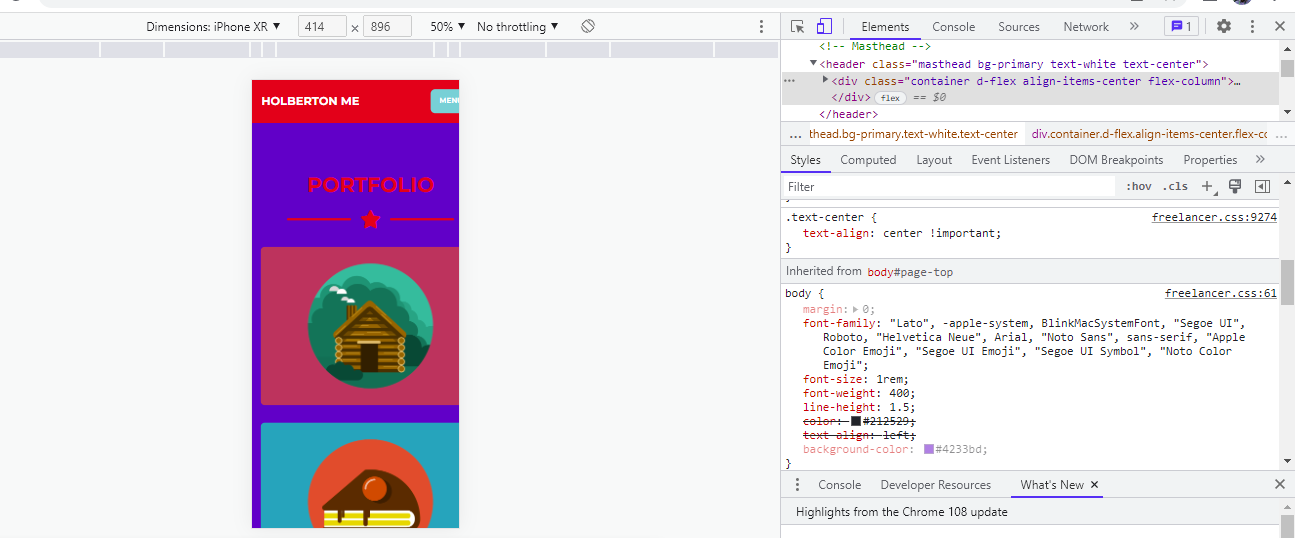 Dimensions: iPhone XR ▼ 414 × 896 50% ▼ No throttling ▼
HOLBERTON ME
MENU
PORTFOLIO
Elements Console Sources Network » 1
<!-- Masthead -->
▼<header class="masthead bg-primary text-white text-center">
… ▶<div class="container d-flex align-items-center flex-column">…
</div> flex == $0
</header>
… thead.bg-primary.text-white.text-center div.container.d-flex.align-items-center.flex-co …
Styles Computed Layout Event Listeners DOM Breakpoints Properties »
Filter :hov .cls +
.text-center { freelancer.css:9274
text-align: center !important;
}
Inherited from body#page-top
body { freelancer.css:61
margin: ▶ 0;
font-family: "Lato", -apple-system, BlinkMacSystemFont, "Segoe UI",
Roboto, "Helvetica Neue", Arial, "Noto Sans", sans-serif, "Apple
Color Emoji", "Segoe UI Emoji", "Segoe UI Symbol", "Noto Color
Emoji";
font-size: 1rem;
font-weight: 400;
line-height: 1.5;
color: #212529;
text-align: left;
background-color: #4233bd;
}
Console Developer Resources What's New ×
Highlights from the Chrome 108 update